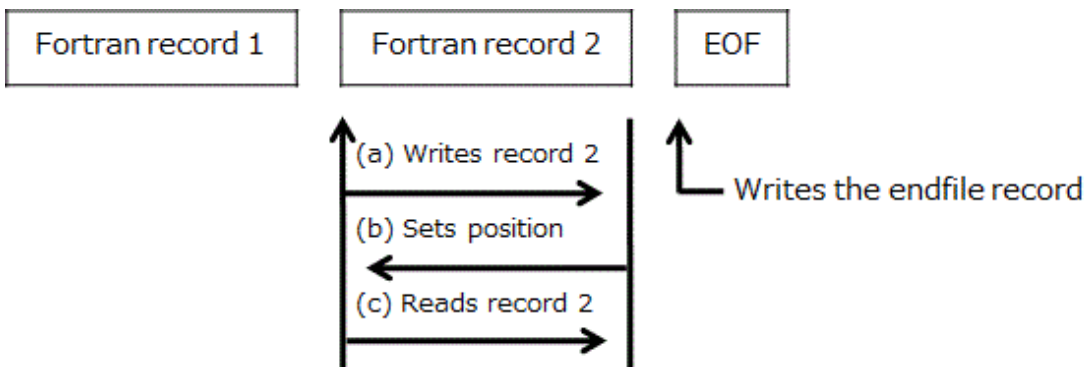 Fortran record 1
Fortran record 2
EOF
(a) Writes record 2
Writes the endfile record
(b) Sets position
(c) Reads record 2